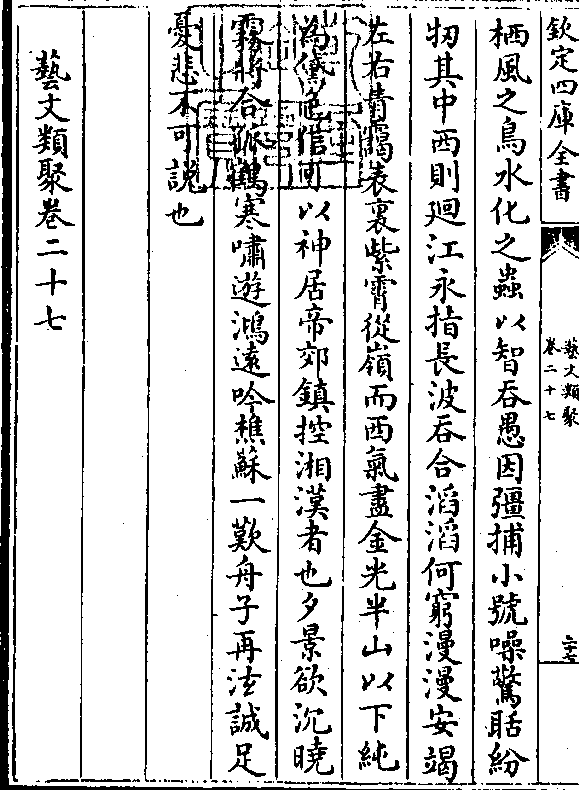 欽定四庫全書
藝文類聚
卷二十七
栖風之鳥水化之蟲以智吞愚因彊捕小號噪驚聒紛
牣其中西則廻江永指長波吞合滔滔何窮漫漫安竭
左右青靄表裏紫霄從嶺而西氣盡金光半山以下純
為黛色信可以神居帝郊鎮控湘漢者也夕景欲沉曉
霧將合孤鶴寒嘯遊鴻遠吟樵蘇一歎舟子再泣誠足
憂悲不可説也
藝文類聚卷二十七